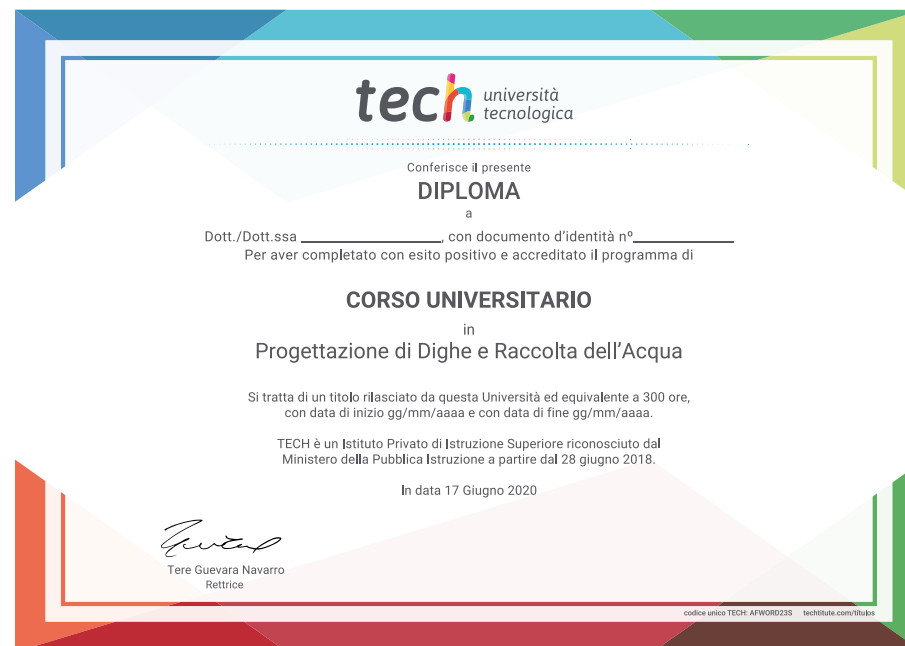 tech università
tecnologica
Conferisce il presente
DIPLOMA
a
Dott./Dott.ssa ____________________, con documento d'identità nº______________
Per aver completato con esito positivo e accreditato il programma di
CORSO UNIVERSITARIO
in
Progettazione di Dighe e Raccolta dell'Acqua
Si tratta di un titolo rilasciato da questa Università ed equivalente a 300 ore,
con data di inizio gg/mm/aaaa e con data di fine gg/mm/aaaa.
TECH è un Istituto Privato di Istruzione Superiore riconosciuto dal
Ministero della Pubblica Istruzione a partire dal 28 giugno 2018.
In data 17 Giugno 2020
Tere Guevara Navarro
Rettrice
codice unico TECH: AFWORD23S techtitute.com/títulos